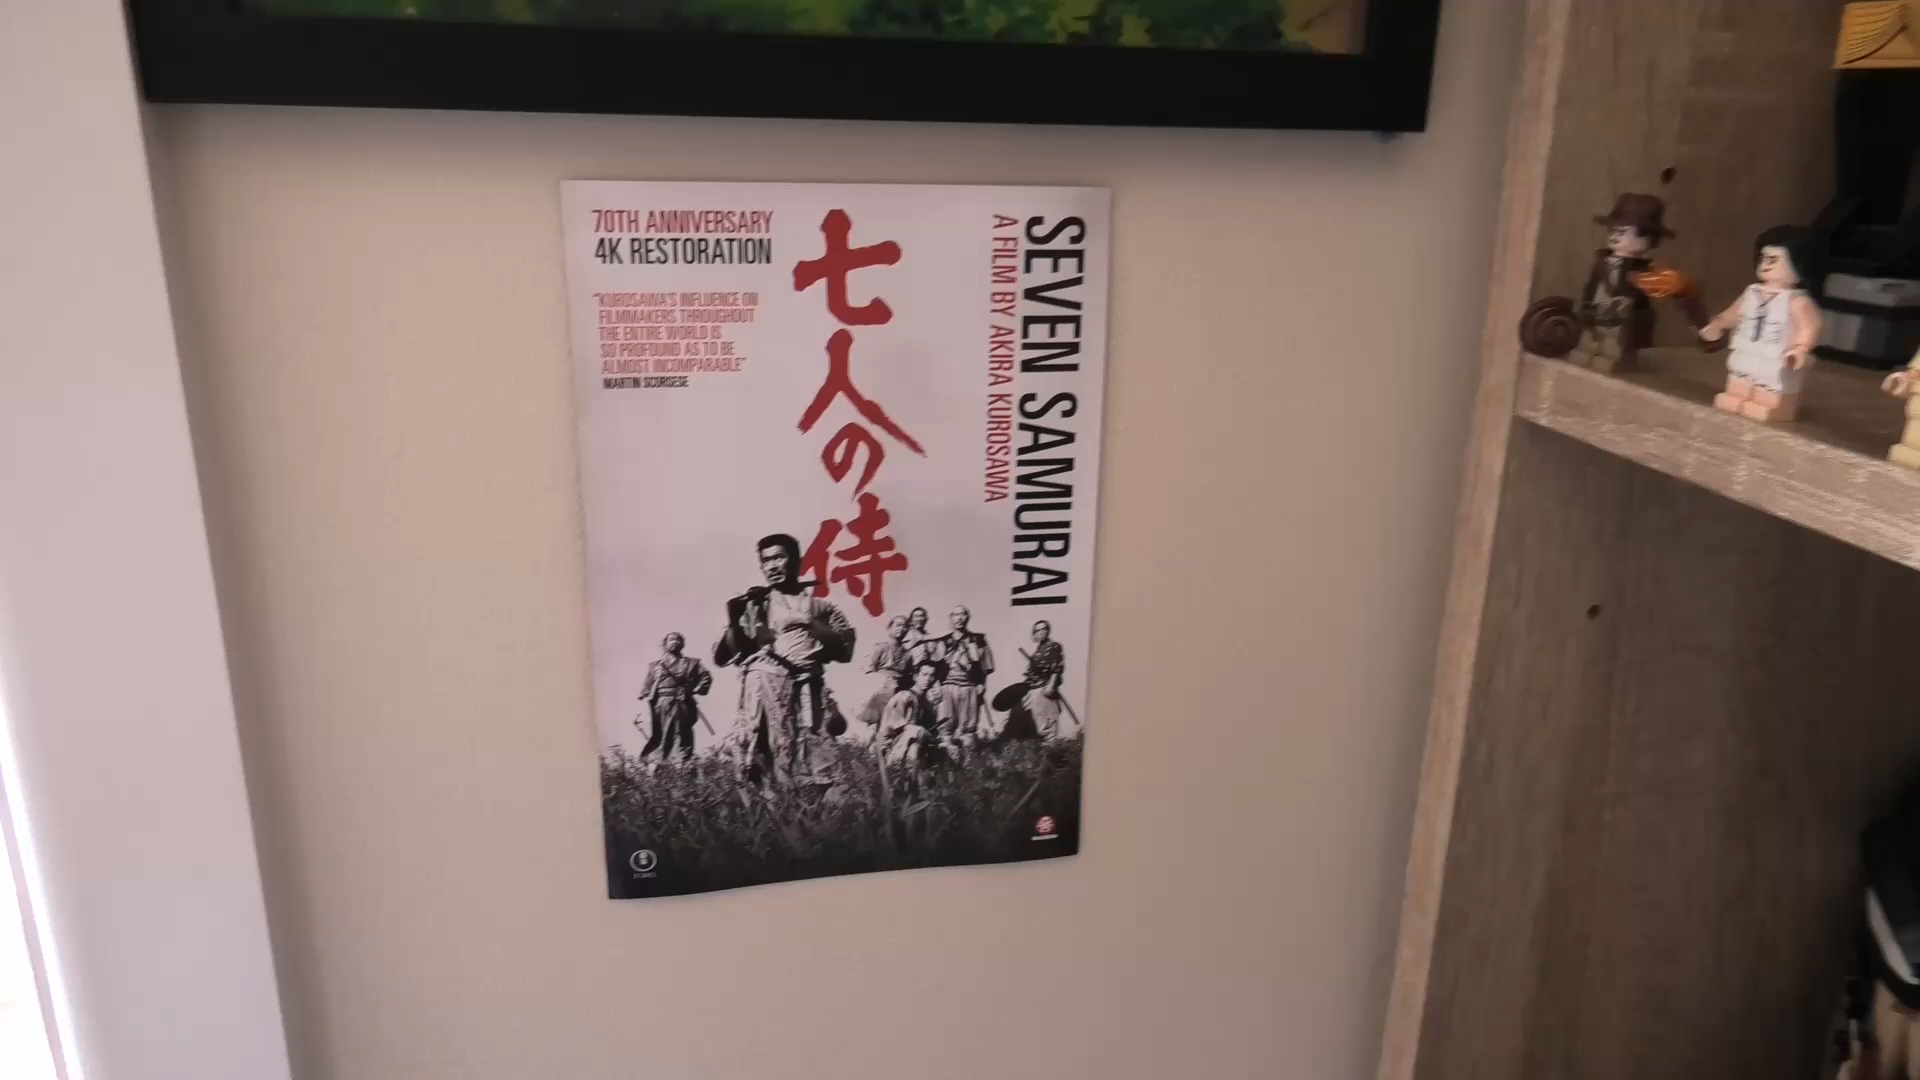 70TH ANNIVERSARY
4K RESTORATION
"KUROSAWA'S INFLUENCE ON
FILMMAKERS THROUGHOUT
THE ENTIRE WORLD IS
SO PROFOUND AS TO BE
ALMOST INCOMPARABLE"
MARTIN SCORSESE
七人の侍
SEVEN SAMURAI
A FILM BY AKIRA KUROSAWA